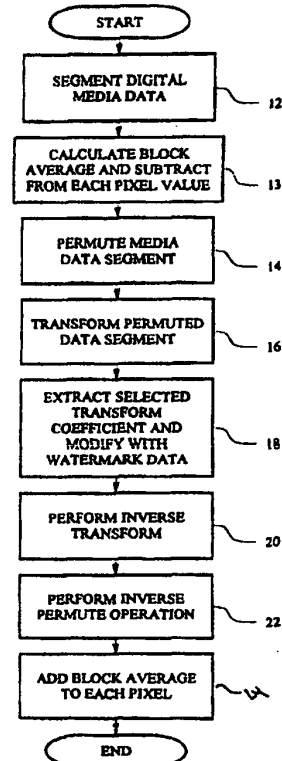 START
SEGMENT DIGITAL
MEDIA DATA
12
CALCULATE BLOCK
AVERAGE AND SUBTRACT
FROM EACH PIXEL VALUE
13
PERMUTE MEDIA
DATA SEGMENT
14
TRANSFORM PERMUTED
DATA SEGMENT
16
EXTRACT SELECTED
TRANSFORM
COEFFICIENT AND
MODIFY WITH
WATERMARK DATA
18
PERFORM INVERSE
TRANSFORM
20
PERFORM INVERSE
PERMUTE OPERATION
22
ADD BLOCK AVERAGE
TO EACH PIXEL
END